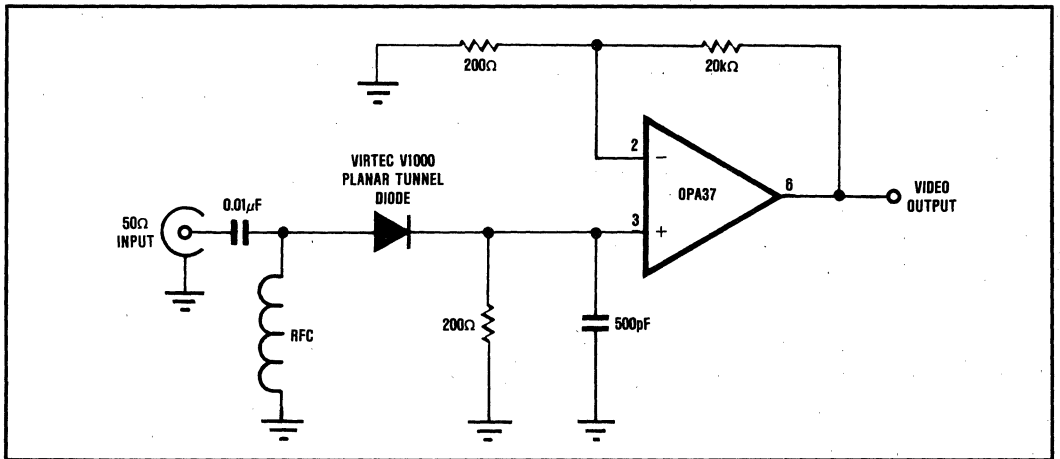 200Ω
20kΩ
VIRTEC V1000
PLANAR TUNNEL
DIODE
2
−
OPA37
6
VIDEO
OUTPUT
50Ω
INPUT
0.01µF
3
+
RFC
200Ω
500pF